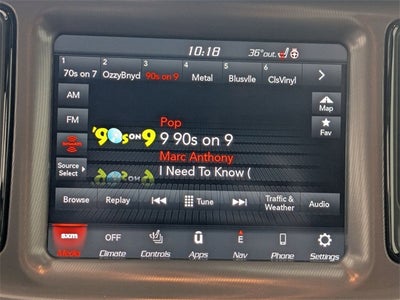 10:18 36°out
1 2 3 4 5 6
70s on 7 OzzyBnyd 90s on 9 Metal Blusvlle ClsVinyl
AM
Map
FM
Pop
Fav
'90s ON 9
9 90s on 9
Marc Anthony
Source
Select
I Need To Know (
Browse Replay Tune Traffic & Weather Audio
sxm OFF E
Media Climate Controls Apps Nav Phone Settings